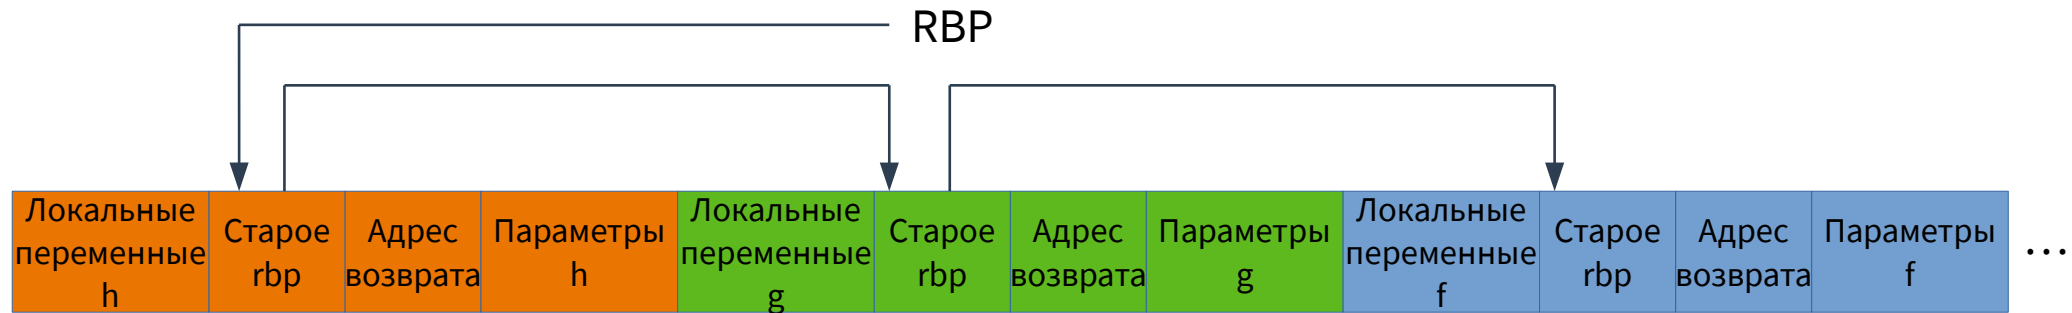 RBP
Локальные
переменные
h
Старое
rbp
Адрес
возврата
Параметры
h
Локальные
переменные
g
Старое
rbp
Адрес
возврата
Параметры
g
Локальные
переменные
f
Старое
rbp
Адрес
возврата
Параметры
f
...